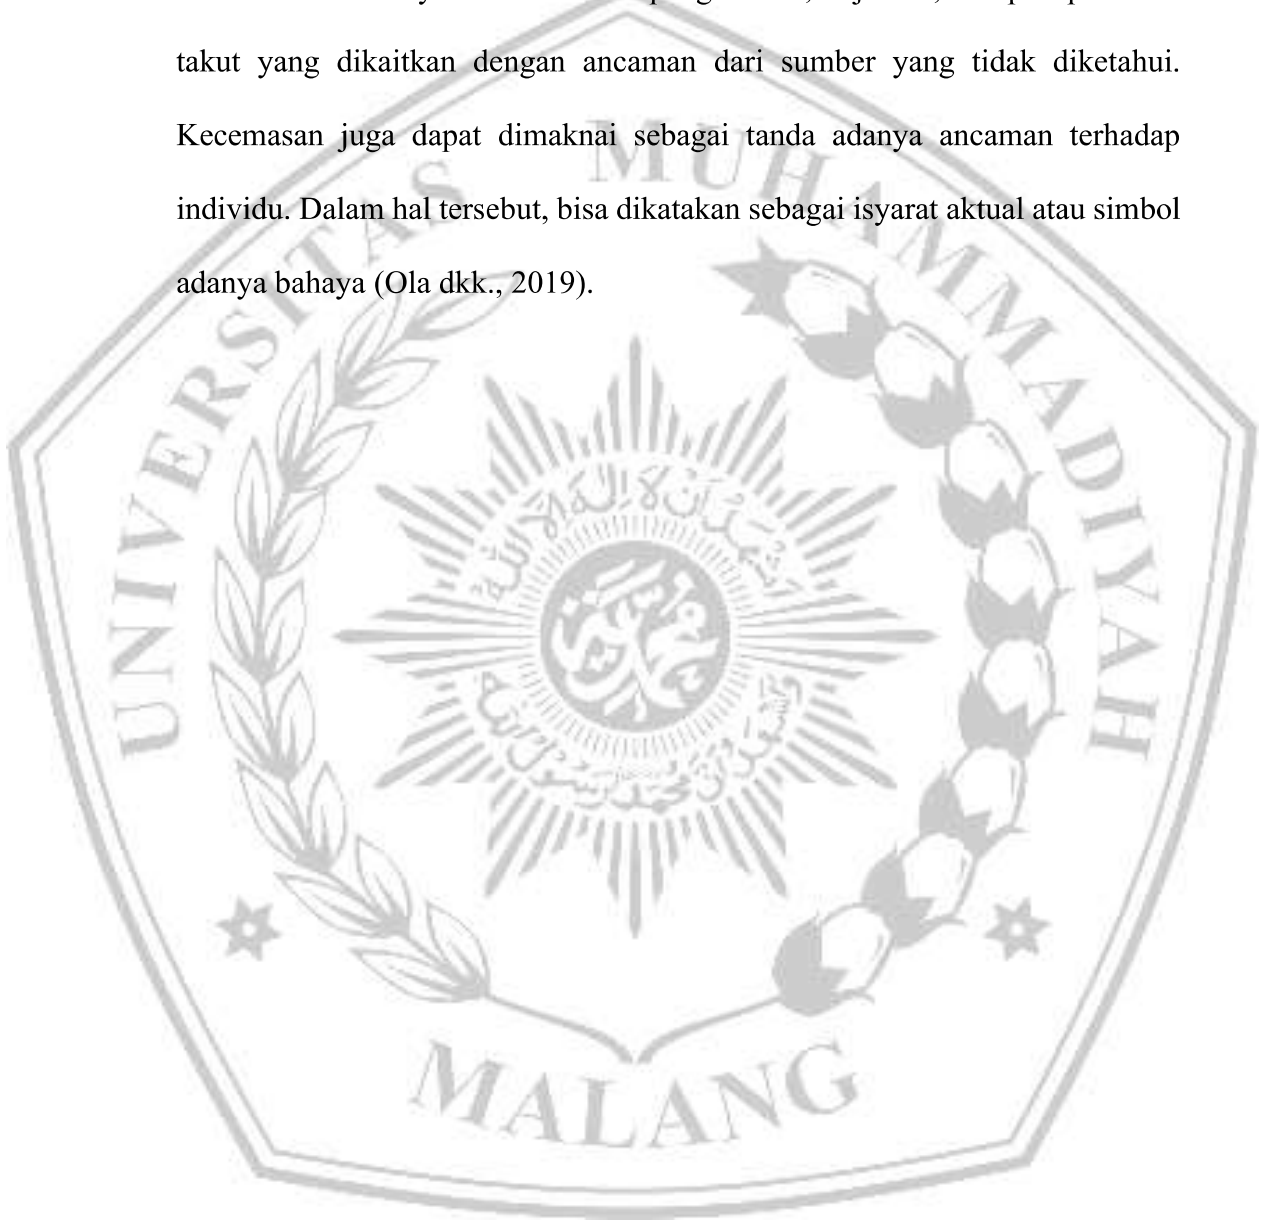 takut yang dikaitkan dengan ancaman dari sumber yang tidak diketahui.
Kecemasan juga dapat dimaknai sebagai tanda adanya ancaman terhadap
individu. Dalam hal tersebut, bisa dikatakan sebagai isyarat aktual atau simbol
adanya bahaya (Ola dkk., 2019).
UNIVERSITAS MUHAMMADIYAH
MALANG